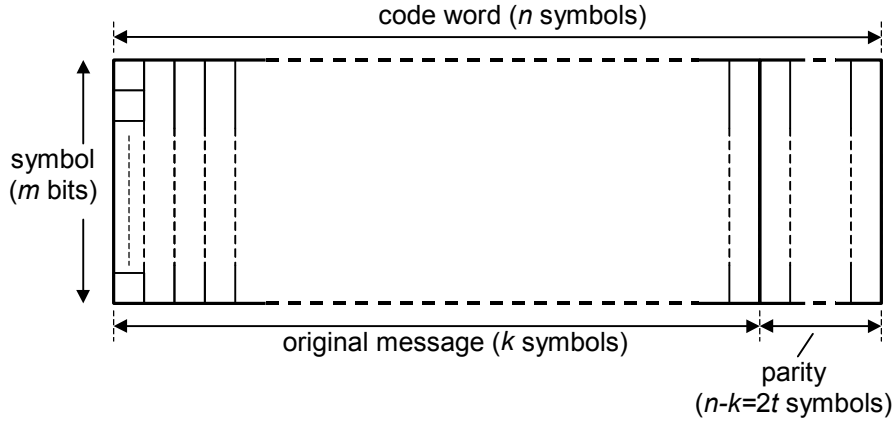 code word (n symbols)
symbol
(m bits)
original message (k symbols)
parity
(n-k=2t symbols)